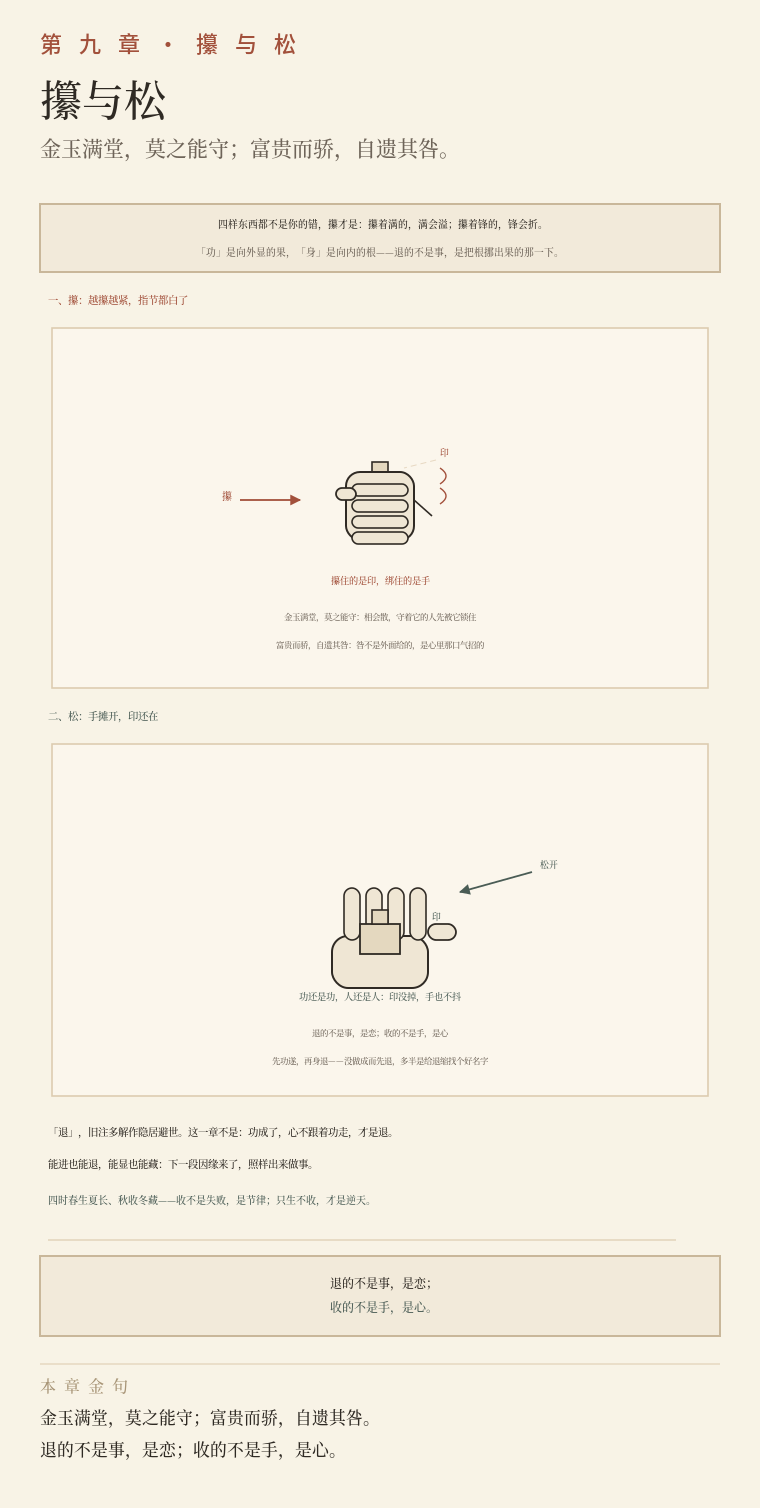 第九章・攥与松
攥与松
金玉满堂，莫之能守；富贵而骄，自遗其咎。
四样东西都不是你的错，攥才是：攥着满的，满会溢；攥着锋的，锋会折。
「功」是向外显的果，「身」是向内的根——退的不是事，是把根挪出果的那一下。
一、攥：越攥越紧，指节都白了
印
攥
攥住的是印，绑住的是手
金玉满堂，莫之能守：相会散，守着它的人先被它锁住
富贵而骄，自遗其咎：咎不是外面给的，是心里那口气招的
二、松：手摊开，印还在
松开
印
功还是功，人还是人：印没掉，手也不抖
退的不是事，是恋；收的不是手，是心
先功遂，再身退——没做成而先退，多半是给退缩找个好名字
「退」，旧注多解作隐居避世。这一章不是：功成了，心不跟着功走，才是退。
能进也能退，能显也能藏：下一段因缘来了，照样出来做事。
四时春生夏长、秋收冬藏——收不是失败，是节律；只生不收，才是逆天。
退的不是事，是恋；
收的不是手，是心。
本章金句
金玉满堂，莫之能守；富贵而骄，自遗其咎。
退的不是事，是恋；收的不是手，是心。